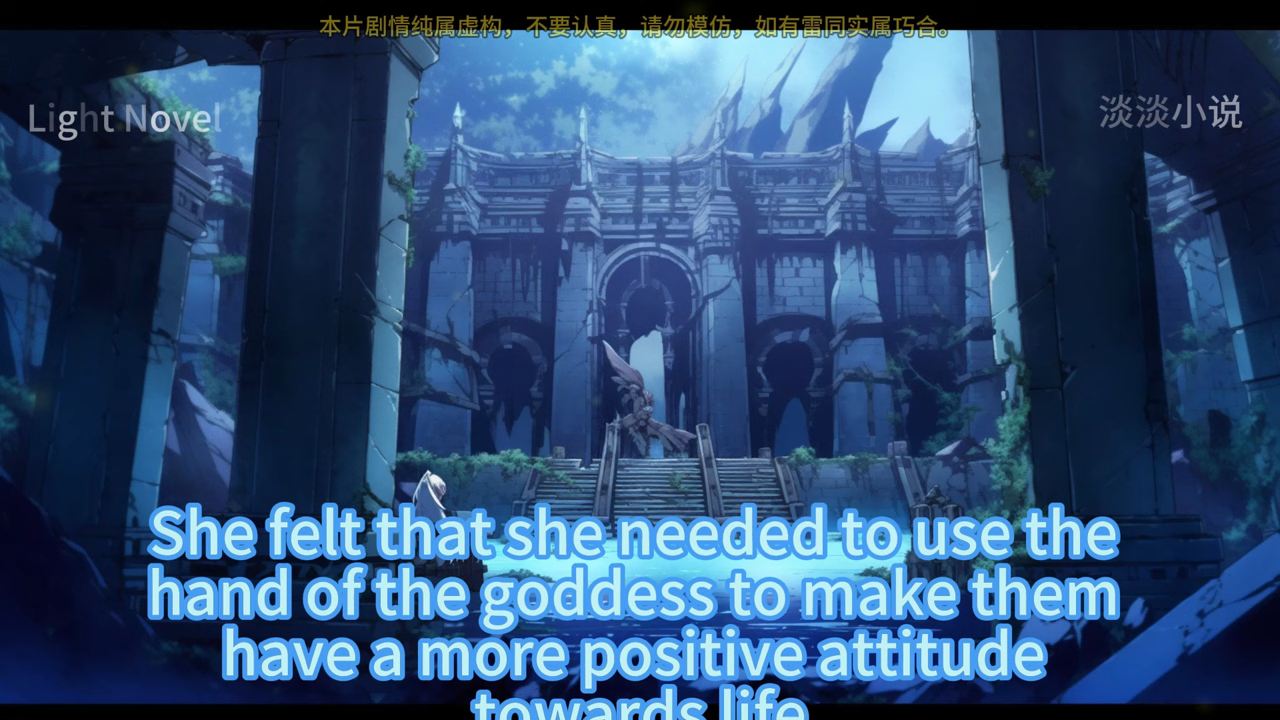 本片剧情纯属虚构，不要认真，请勿模仿，如有雷同实属巧合。
Light Novel
淡淡小说
She felt that she needed to use the
hand of the goddess to make them
have a more positive attitude
towards life